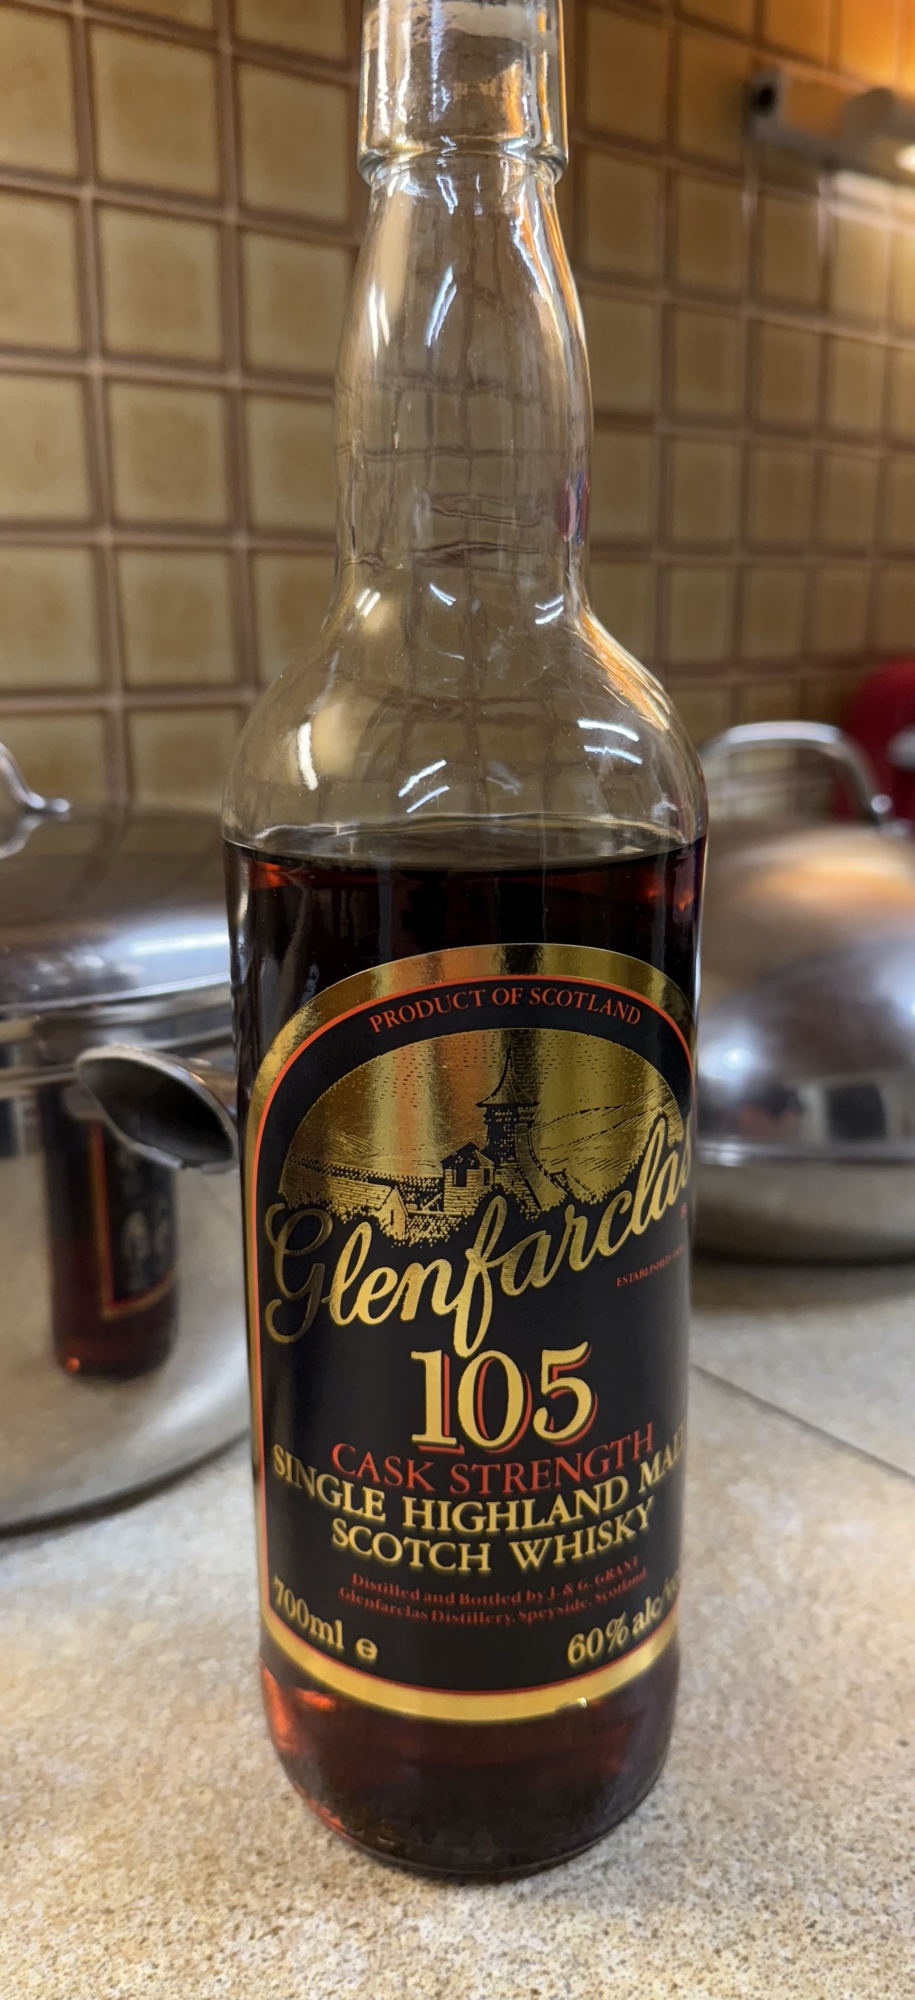 PRODUCT OF SCOTLAND
Glenfarclas
ESTABLISHED
105
CASK STRENGTH
SINGLE HIGHLAND MALT
SCOTCH WHISKY
Distilled and Bottled by J. & G. GRANT
Glenfarclas Distillery, Speyside, Scotland
700ml e
60% alc/